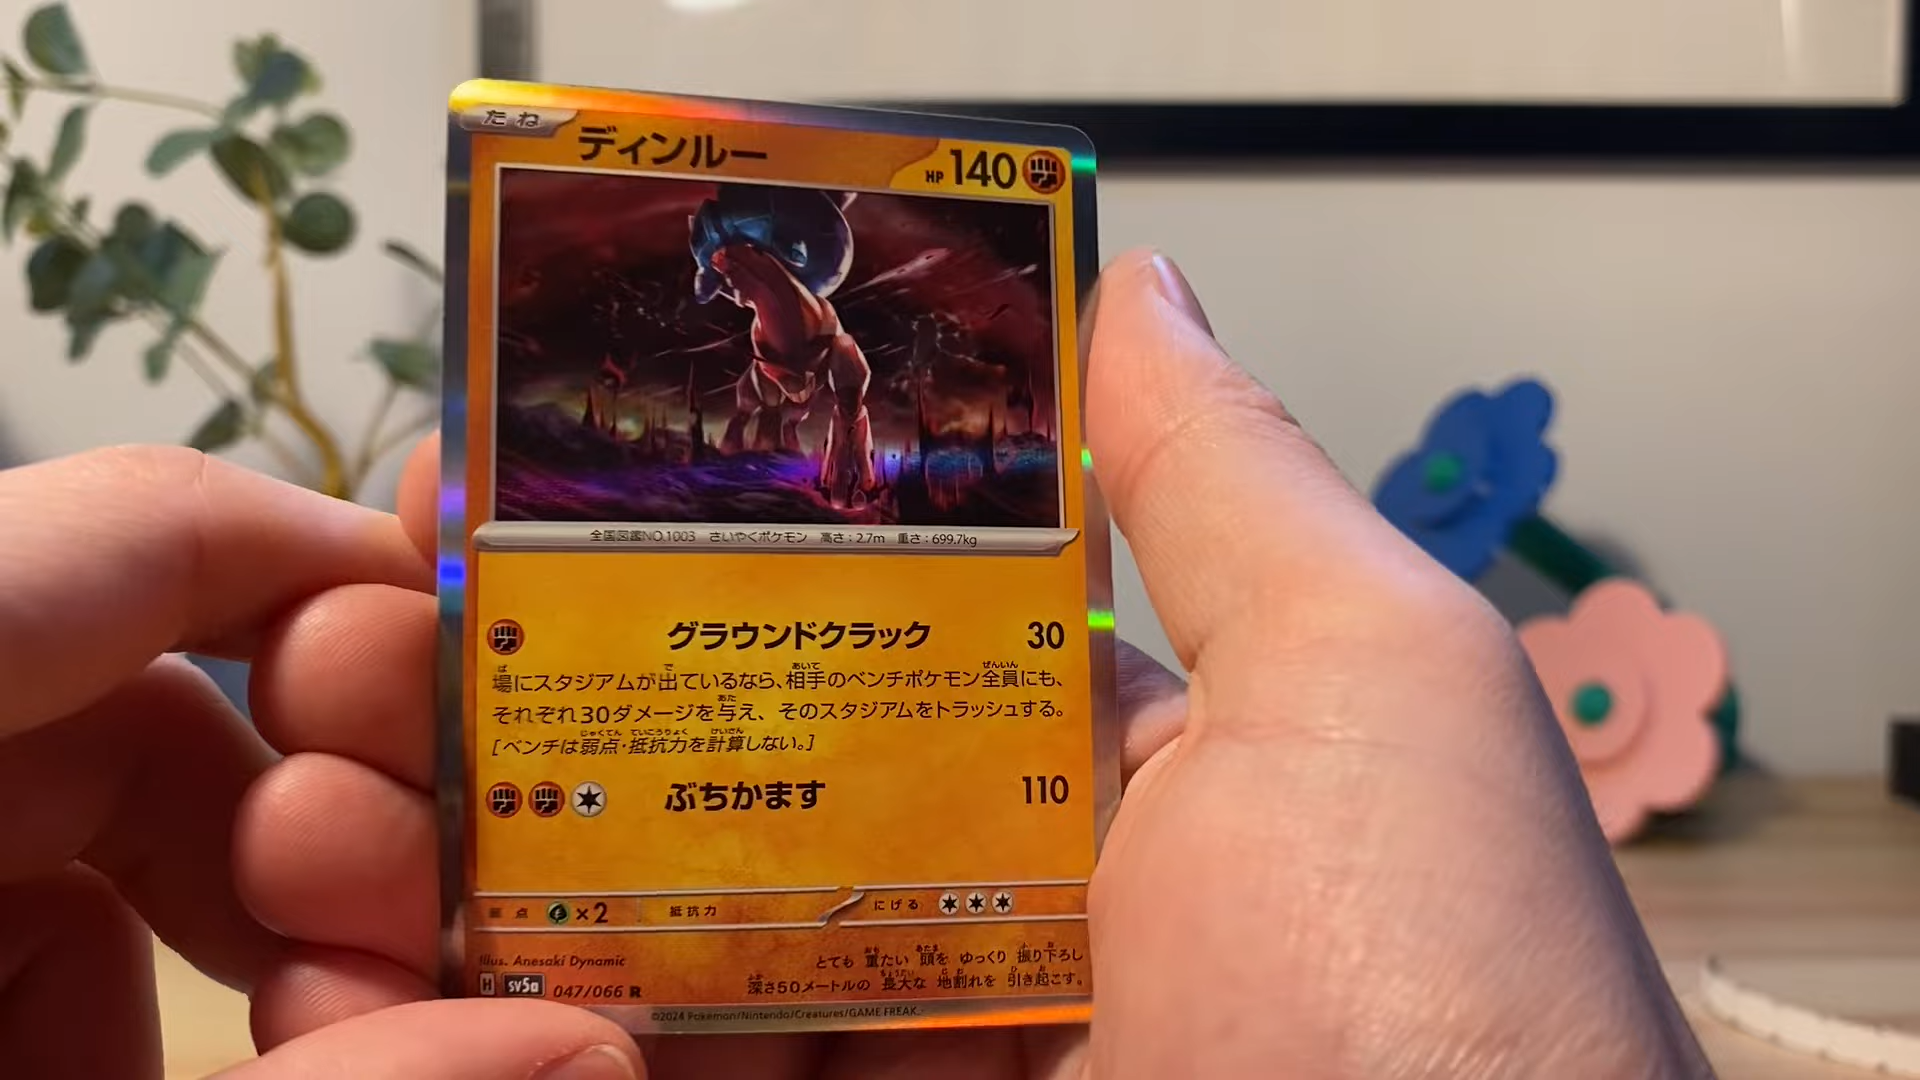 たね
ディンルー
HP 140
全国図鑑NO.1003 さいやくポケモン 高さ：2.7m 重さ：699.7kg
グラウンドクラック 30
場にスタジアムが出ているなら、相手のベンチポケモン全員にも、
それぞれ30ダメージを与え、そのスタジアムをトラッシュする。
[ベンチは弱点・抵抗力を計算しない。]
ぶちかます 110
弱点 ×2 抵抗力 にげる
Illus. Anesaki Dynamic
とても重たい頭をゆっくり振り下ろし
深さ50メートルの長大な地割れを引き起こす。
H sv5a 047/066 R
©2024 Pokémon/Nintendo/Creatures/GAME FREAK.